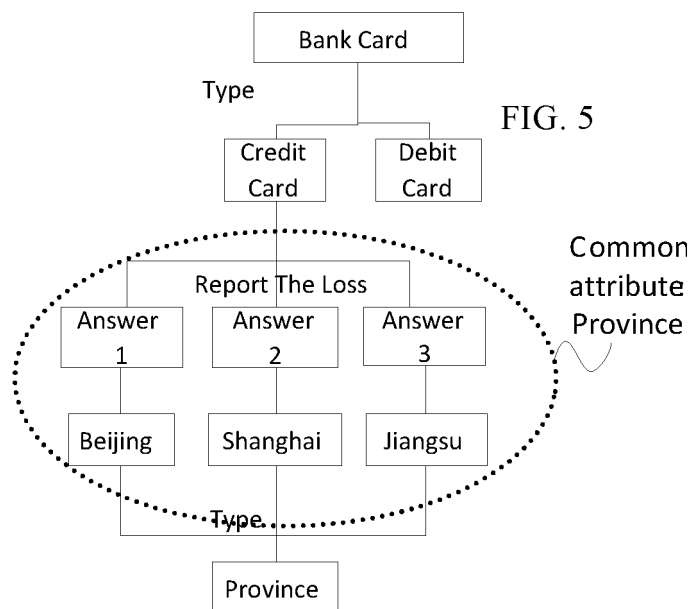 Bank Card
Type
FIG. 5
Credit
Card
Debit
Card
Common
attribute
Province
Report The Loss
Answer
1
Answer
2
Answer
3
Beijing
Shanghai
Jiangsu
Type
Province